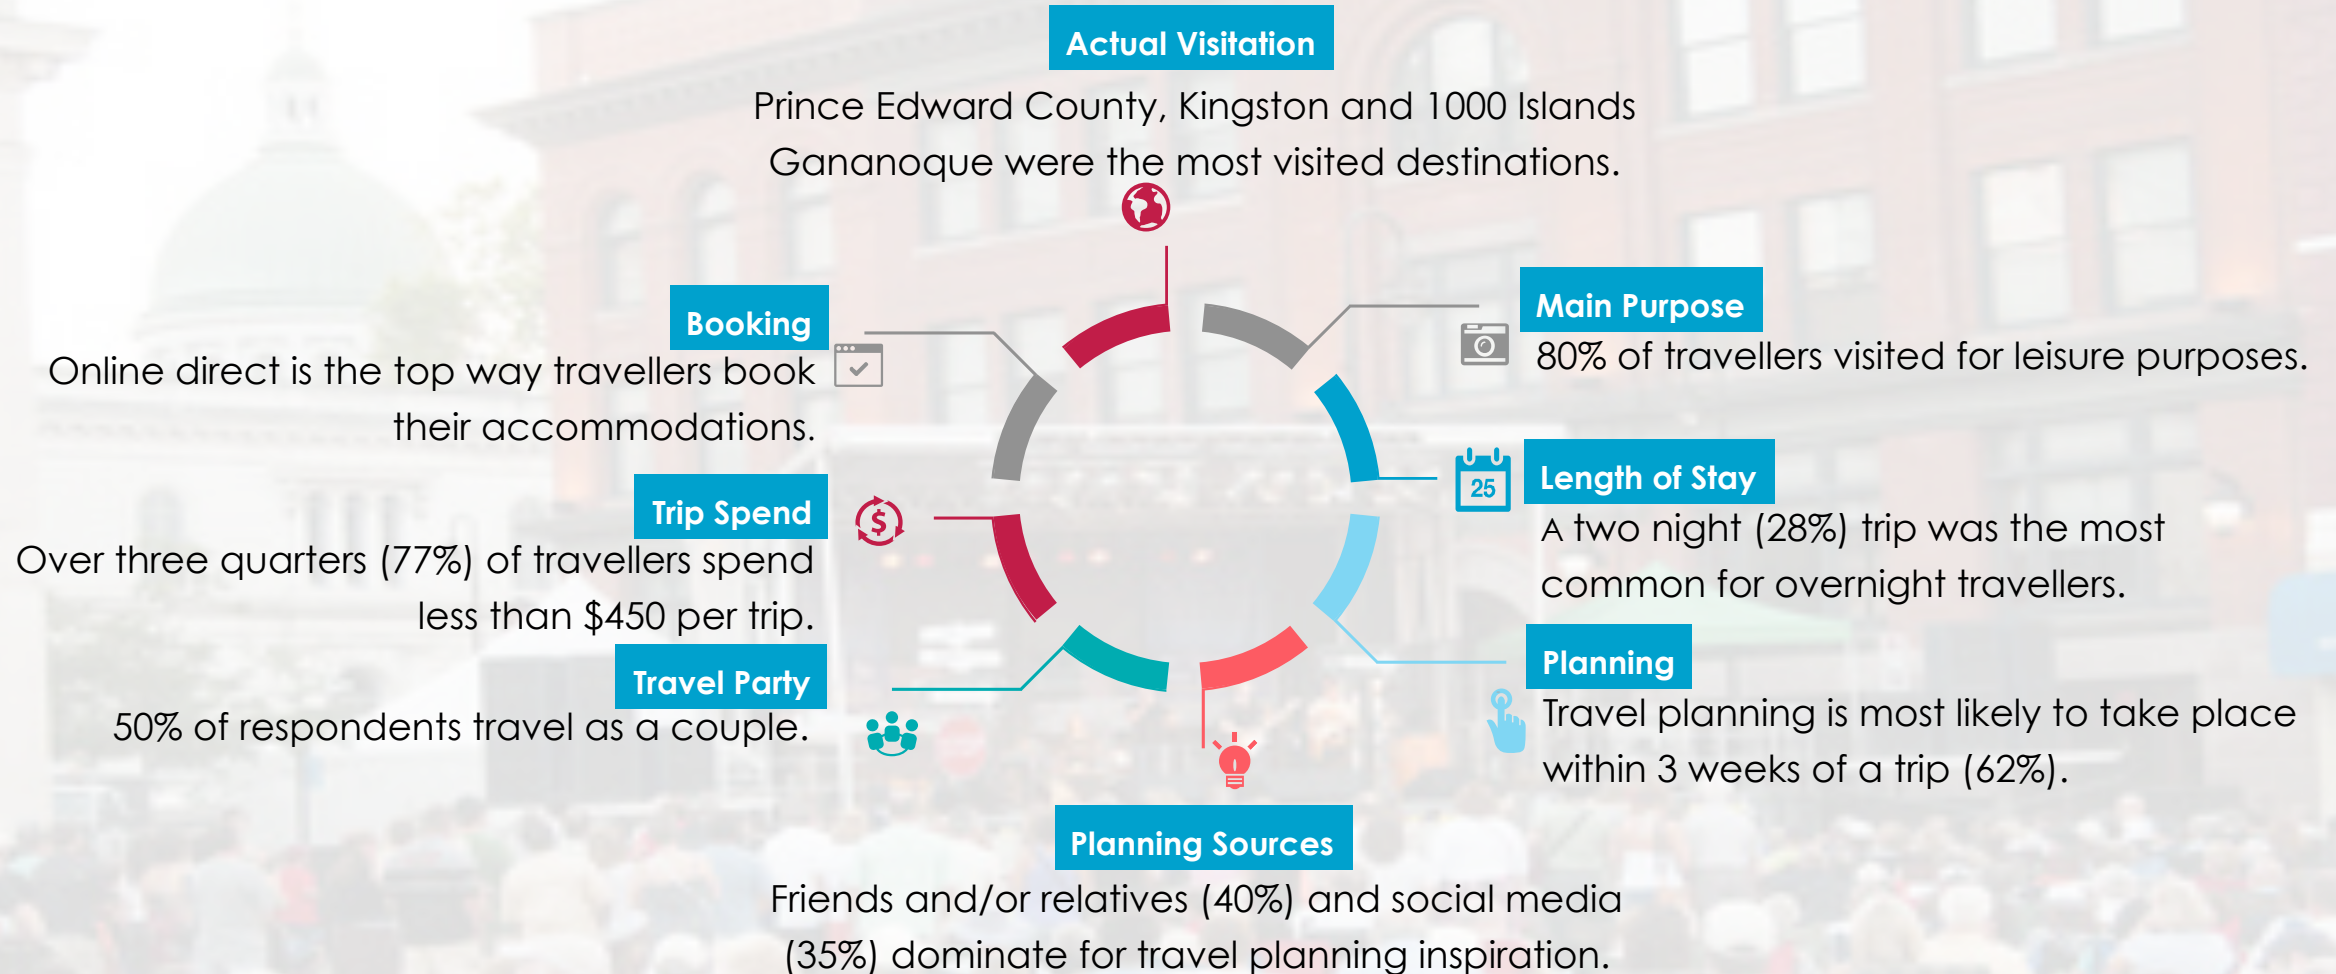 Actual Visitation
Prince Edward County, Kingston and 1000 Islands
Gananoque were the most visited destinations.
Main Purpose
80% of travellers visited for leisure purposes.
25
Length of Stay
A two night (28%) trip was the most
common for overnight travellers.
Planning
Travel planning is most likely to take place
within 3 weeks of a trip (62%).
Planning Sources
Friends and/or relatives (40%) and social media
(35%) dominate for travel planning inspiration.
Travel Party
50% of respondents travel as a couple.
Trip Spend
$
Over three quarters (77%) of travellers spend
less than $450 per trip.
Booking
Online direct is the top way travellers book
their accommodations.